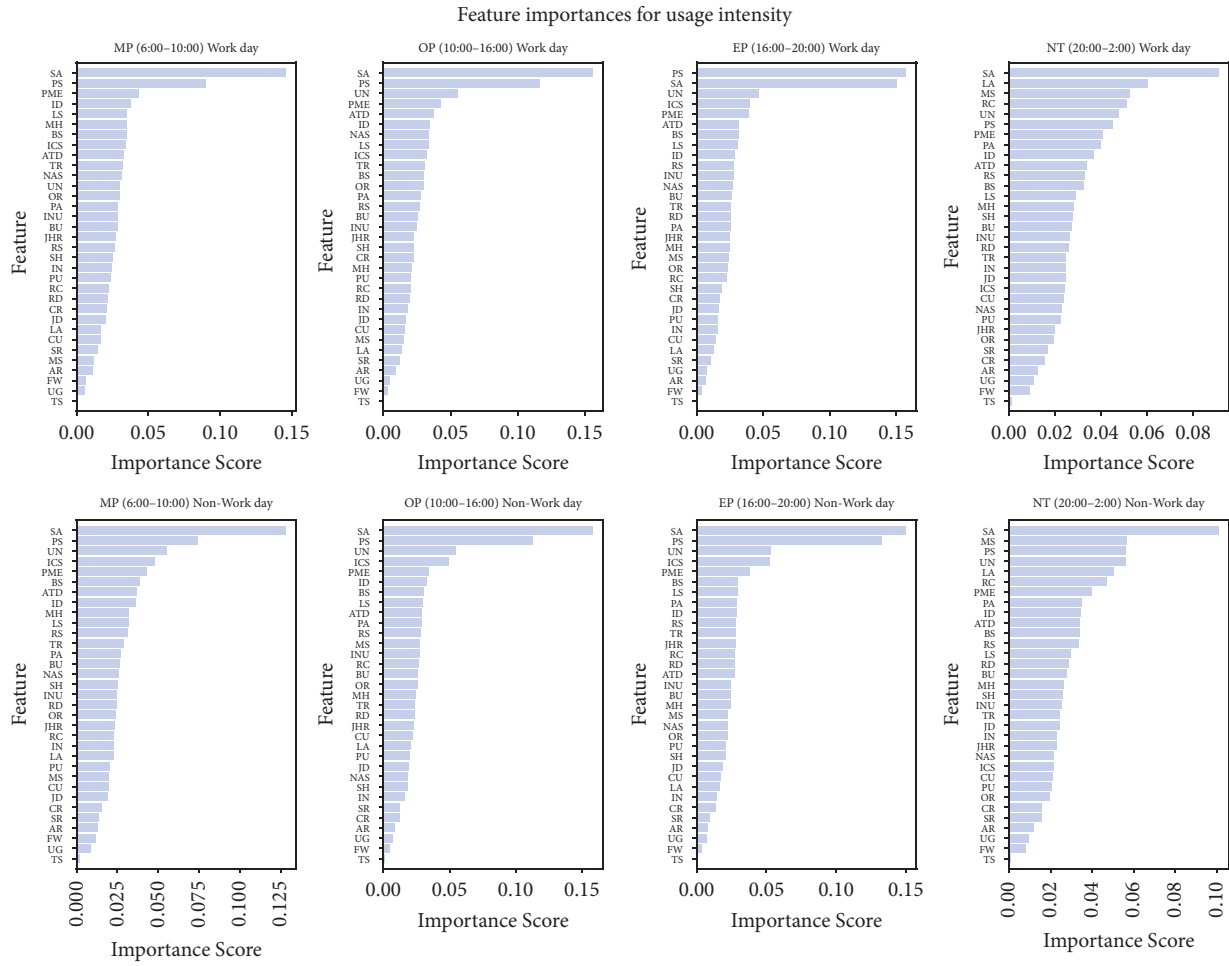 Feature importances for usage intensity
MP (6:00–10:00) Work day
SA
PS
PME
ID
LS
MH
BS
ICS
ATD
TR
NAS
UN
OR
PA
INU
BU
JHR
RS
SH
IN
PU
RC
RD
CR
JD
LA
CU
SR
MS
AR
FW
UG
TS
Feature
0.00 0.05 0.10 0.15
Importance Score
OP (10:00–16:00) Work day
SA
PS
UN
PME
ATD
ID
NAS
LS
ICS
TR
BS
OR
PA
RS
BU
INU
JHR
SH
CR
MH
PU
RC
RD
IN
JD
CU
MS
LA
SR
AR
UG
FW
TS
Feature
0.00 0.05 0.10 0.15
Importance Score
EP (16:00–20:00) Work day
PS
SA
UN
ICS
PME
ATD
BS
LS
ID
RS
INU
NAS
BU
TR
RD
PA
JHR
MH
MS
OR
RC
SH
CR
JD
PU
IN
CU
LA
SR
UG
AR
FW
TS
Feature
0.00 0.05 0.10 0.15
Importance Score
NT (20:00–2:00) Work day
SA
LA
MS
RC
UN
PS
PME
PA
ID
ATD
RS
BS
LS
MH
SH
BU
INU
RD
TR
IN
JD
ICS
CU
NAS
PU
JHR
OR
SR
CR
AR
UG
FW
TS
Feature
0.00 0.02 0.04 0.06 0.08
Importance Score
MP (6:00–10:00) Non-Work day
SA
PS
UN
ICS
PME
BS
ATD
ID
MH
LS
RS
TR
PA
BU
NAS
SH
INU
RD
OR
JHR
RC
IN
LA
PU
MS
CU
JD
CR
SR
AR
FW
UG
TS
Feature
0.000 0.025 0.050 0.075 0.100 0.125
Importance Score
OP (10:00–16:00) Non-Work day
SA
PS
UN
ICS
PME
ID
BS
LS
ATD
PA
RS
MS
INU
RC
BU
OR
MH
TR
RD
JHR
CU
LA
PU
JD
NAS
SH
IN
SR
CR
AR
UG
FW
TS
Feature
0.00 0.05 0.10 0.15
Importance Score
EP (16:00–20:00) Non-Work day
SA
PS
UN
ICS
PME
BS
LS
PA
ID
RS
TR
JHR
RC
RD
ATD
INU
BU
MH
MS
NAS
OR
PU
SH
JD
CU
LA
IN
CR
SR
AR
UG
FW
TS
Feature
0.00 0.05 0.10 0.15
Importance Score
NT (20:00–2:00) Non-Work day
SA
MS
PS
UN
LA
RC
PME
PA
ID
ATD
BS
RS
LS
RD
BU
MH
SH
INU
TR
JD
IN
JHR
NAS
ICS
CU
PU
OR
CR
SR
AR
UG
FW
TS
Feature
0.00 0.02 0.04 0.06 0.08 0.10
Importance Score